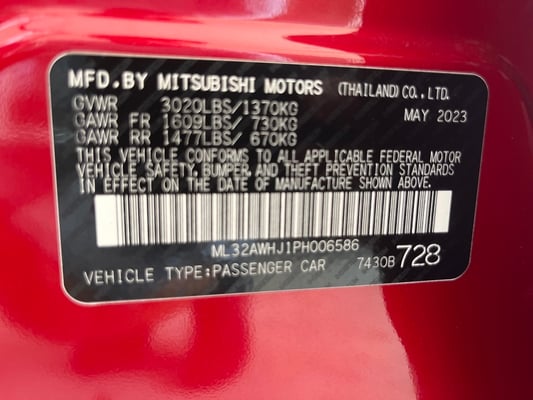 MFD.BY MITSUBISHI MOTORS (THAILAND) CO., LTD.
GVWR 3020LBS/1370KG MAY 2023
GAWR FR 1609LBS/ 730KG
GAWR RR 1477LBS/ 670KG
THIS VEHICLE CONFORMS TO ALL APPLICABLE FEDERAL MOTOR
VEHICLE SAFETY, BUMPER, AND THEFT PREVENTION STANDARDS
IN EFFECT ON THE DATE OF MANUFACTURE SHOWN ABOVE.
ML32AWHJ1PH006586
VEHICLE TYPE:PASSENGER CAR 7430B728